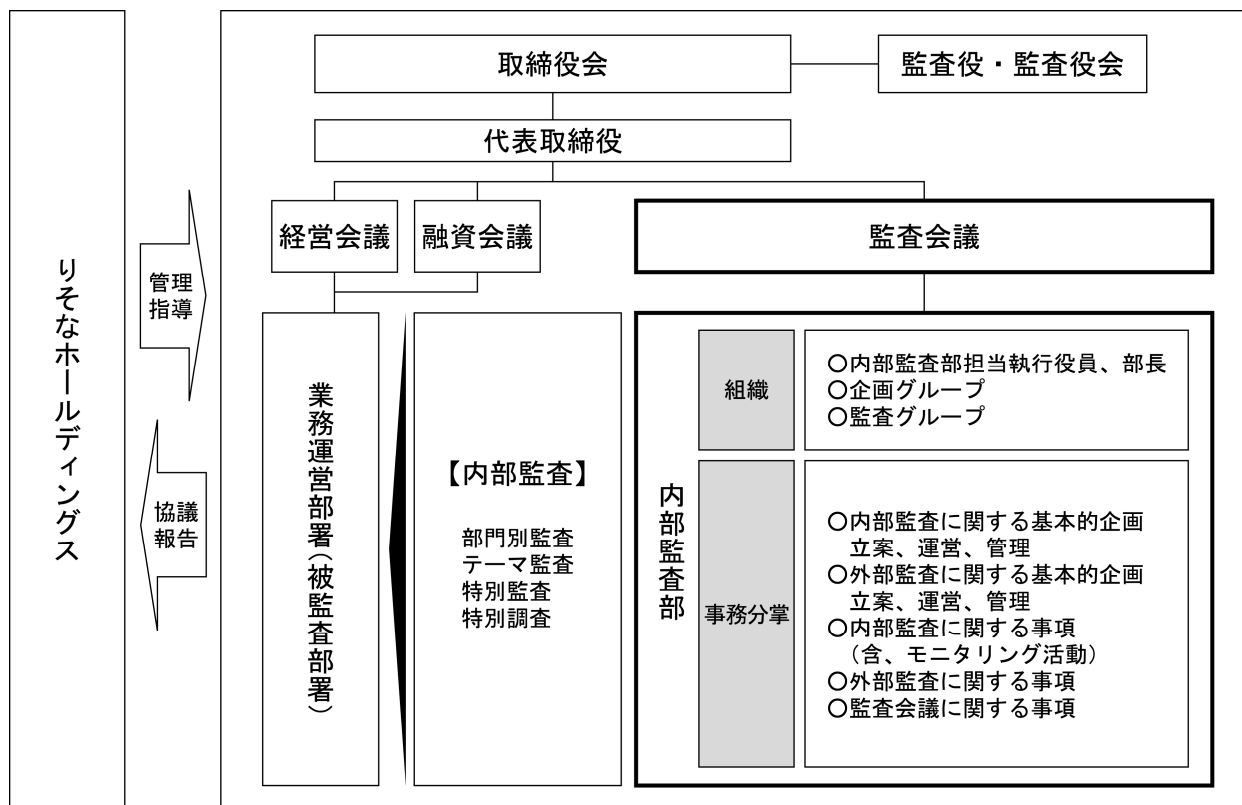 りそなホールディングス
管理
指導
協議
報告
取締役会
監査役・監査役会
代表取締役
経営会議
融資会議
監査会議
業務運営部署(被監査部署)
【内部監査】
部門別監査
テーマ監査
特別監査
特別調査
内部監査部
組織
○内部監査部担当執行役員、部長
○企画グループ
○監査グループ
事務分掌
○内部監査に関する基本的企画
立案、運営、管理
○外部監査に関する基本的企画
立案、運営、管理
○内部監査に関する事項
(含、モニタリング活動)
○外部監査に関する事項
○監査会議に関する事項